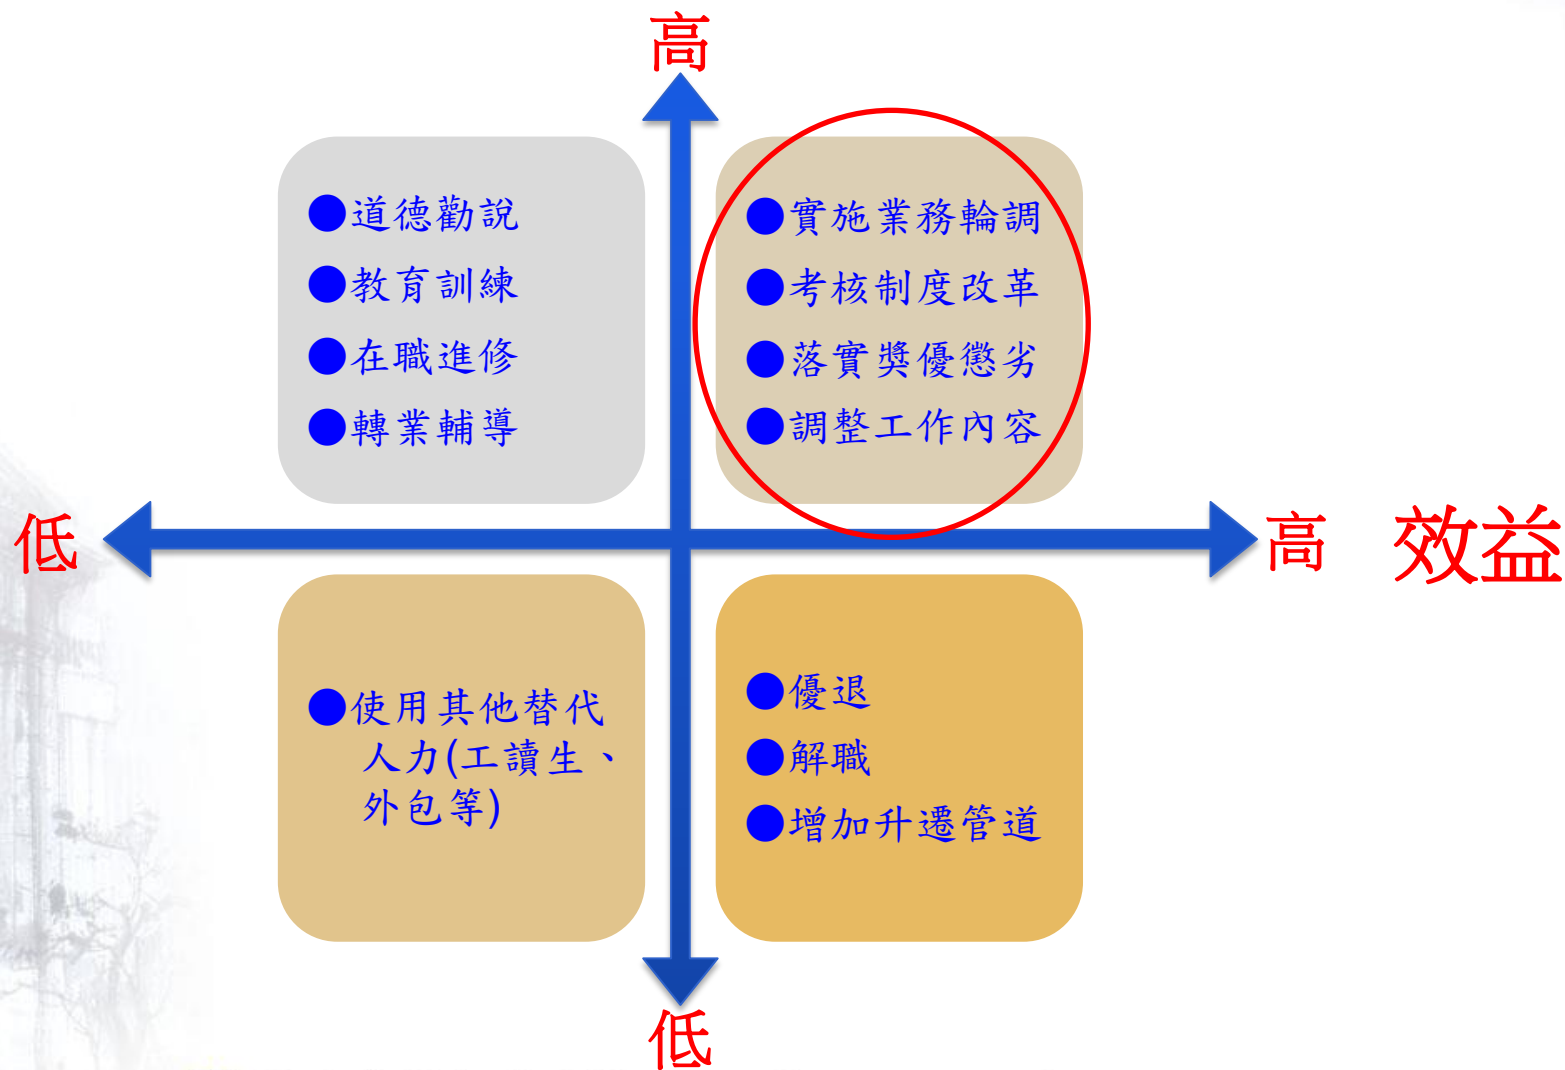 高
●道德勸說
●教育訓練
●在職進修
●轉業輔導
●實施業務輪調
●考核制度改革
●落實獎優懲劣
●調整工作內容
低
高
效益
●使用其他替代
人力(工讀生、
外包等)
●優退
●解職
●增加升遷管道
低